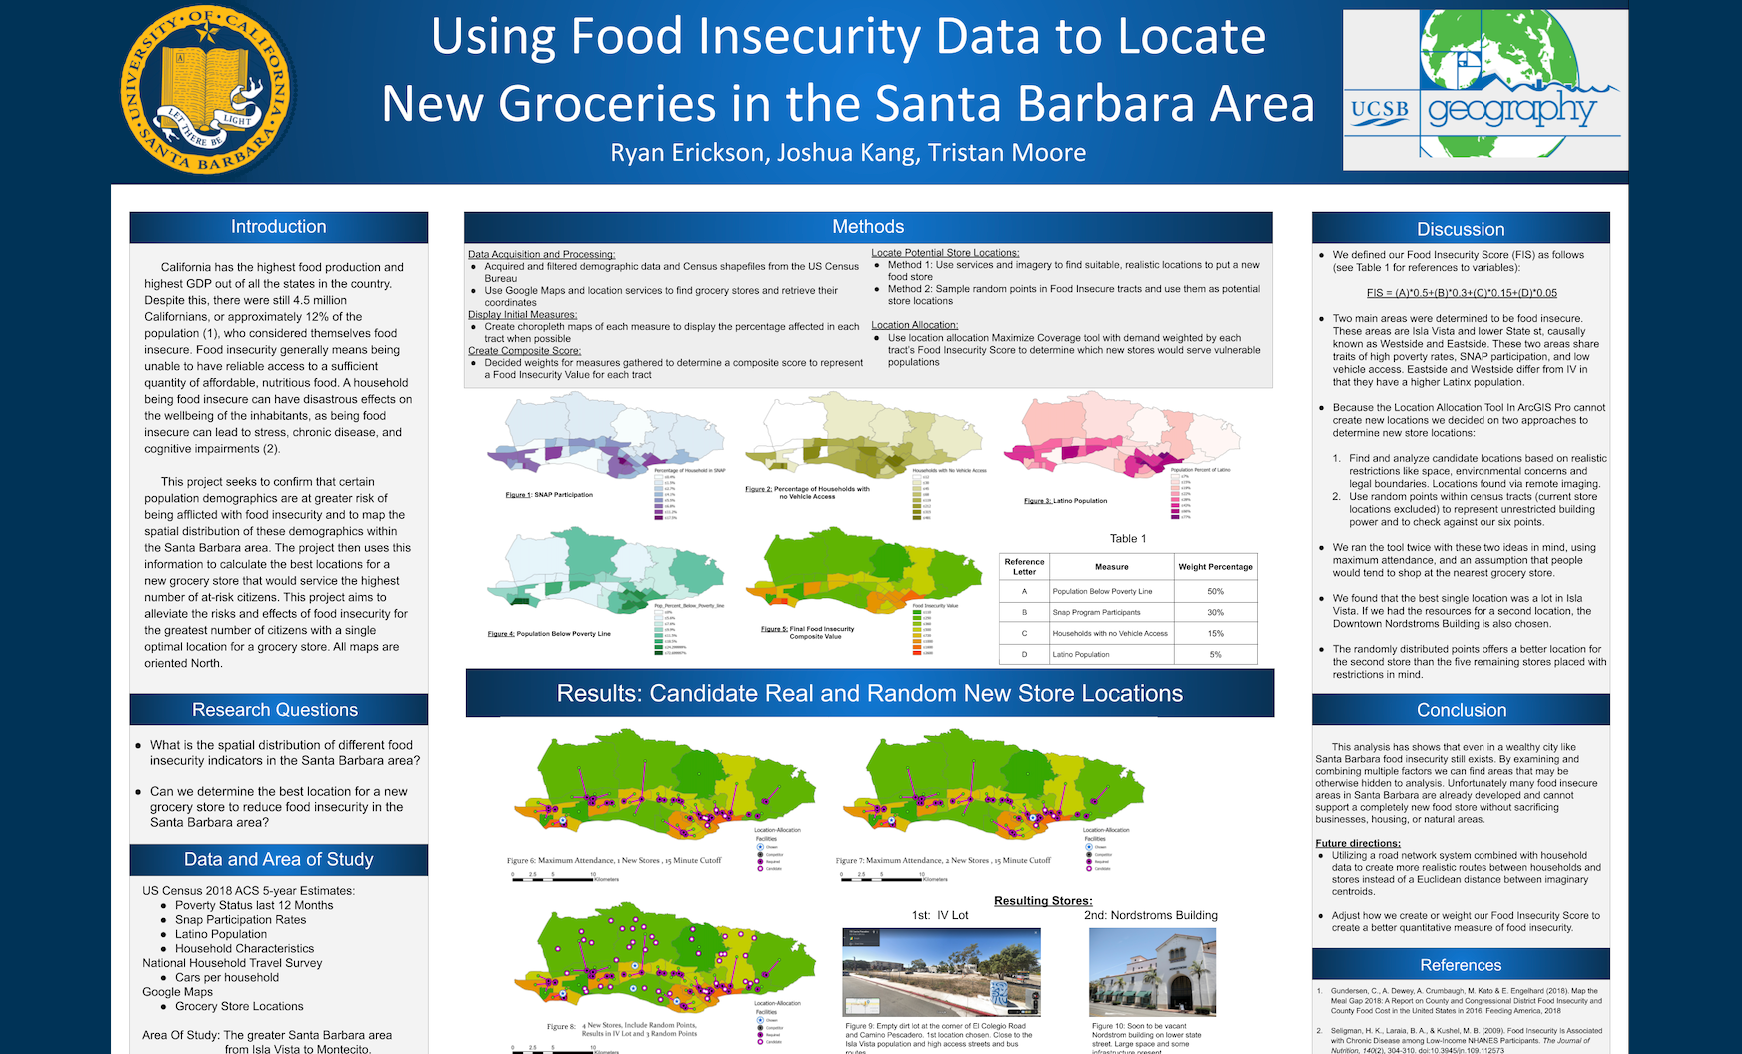 UNIVERSITY OF CALIFORNIA
SANTA BARBARA
LET THERE BE LIGHT
A
Using Food Insecurity Data to Locate
New Groceries in the Santa Barbara Area
Ryan Erickson, Joshua Kang, Tristan Moore
UCSB geography
Introduction
California has the highest food production and
highest GDP out of all the states in the country.
Despite this, there were still 4.5 million
Californians, or approximately 12% of the
population (1), who considered themselves food
insecure. Food insecurity generally means being
unable to have reliable access to a sufficient
quantity of affordable, nutritious food. A household
being food insecure can have disastrous effects on
the wellbeing of the inhabitants, as being food
insecure can lead to stress, chronic disease, and
cognitive impairments (2).
This project seeks to confirm that certain
population demographics are at greater risk of
being afflicted with food insecurity and to map the
spatial distribution of these demographics within
the Santa Barbara area. The project then uses this
information to calculate the best locations for a
new grocery store that would service the highest
number of at-risk citizens. This project aims to
alleviate the risks and effects of food insecurity for
the greatest number of citizens with a single
optimal location for a grocery store. All maps are
oriented North.
Research Questions
● What is the spatial distribution of different food
insecurity indicators in the Santa Barbara area?
● Can we determine the best location for a new
grocery store to reduce food insecurity in the
Santa Barbara area?
Data and Area of Study
US Census 2018 ACS 5-year Estimates:
● Poverty Status last 12 Months
● Snap Participation Rates
● Latino Population
● Household Characteristics
National Household Travel Survey
● Cars per household
Google Maps
● Grocery Store Locations
Area Of Study: The greater Santa Barbara area
from Isla Vista to Montecito.
Methods
Data Acquisition and Processing:
● Acquired and filtered demographic data and Census shapefiles from the US Census
Bureau
● Use Google Maps and location services to find grocery stores and retrieve their
coordinates
Display Initial Measures:
● Create choropleth maps of each measure to display the percentage affected in each
tract when possible
Create Composite Score:
● Decided weights for measures gathered to determine a composite score to represent
a Food Insecurity Value for each tract
Locate Potential Store Locations:
● Method 1: Use services and imagery to find suitable, realistic locations to put a new
food store
● Method 2: Sample random points in Food Insecure tracts and use them as potential
store locations
Location Allocation:
● Use location allocation Maximize Coverage tool with demand weighted by each
tract's Food Insecurity Score to determine which new stores would serve vulnerable
populations
Percentage of Household in SNAP
Figure 1: SNAP Participation
Households with No Vehicle Access
Figure 2: Percentage of Households with
no Vehicle Access
Population Percent of Latino
Figure 3: Latino Population
Pop_Percent_Below_Poverty_line
Figure 4: Population Below Poverty Line
Food Insecurity Value
Figure 5: Final Food Insecurity
Composite Value
Table 1
Reference Letter Measure Weight Percentage
A Population Below Poverty Line 50%
B Snap Program Participants 30%
C Households with no Vehicle Access 15%
D Latino Population 5%
Results: Candidate Real and Random New Store Locations
Location-Allocation
Facilities
Chosen
Competitor
Required
Candidate
Figure 6: Maximum Attendance, 1 New Stores , 15 Minute Cutoff
0 2.5 5 10
Kilometers
Location-Allocation
Facilities
Chosen
Competitor
Required
Candidate
Figure 7: Maximum Attendance, 2 New Stores , 15 Minute Cutoff
0 2.5 5 10
Kilometers
Location-Allocation
Facilities
Chosen
Competitor
Required
Candidate
Figure 8: 4 New Stores, Include Random Points,
Results in IV Lot and 3 Random Points
0 2.5 5 10
Kilometers
Resulting Stores:
1st: IV Lot
2nd: Nordstroms Building
Figure 9: Empty dirt lot at the corner of El Colegio Road
and Camino Pescadero. 1st location chosen. Close to the
Isla Vista population and high access streets and bus
routes.
Figure 10: Soon to be vacant
Nordstrom building on lower state
street. Large space and some
infrastructure present.
Discussion
● We defined our Food Insecurity Score (FIS) as follows
(see Table 1 for references to variables):
FIS = (A)*0.5+(B)*0.3+(C)*0.15+(D)*0.05
● Two main areas were determined to be food insecure.
These areas are Isla Vista and lower State st, causally
known as Westside and Eastside. These two areas share
traits of high poverty rates, SNAP participation, and low
vehicle access. Eastside and Westside differ from IV in
that they have a higher Latinx population.
● Because the Location Allocation Tool In ArcGIS Pro cannot
create new locations we decided on two approaches to
determine new store locations:
1. Find and analyze candidate locations based on realistic
restrictions like space, environmental concerns and
legal boundaries. Locations found via remote imaging.
2. Use random points within census tracts (current store
locations excluded) to represent unrestricted building
power and to check against our six points.
● We ran the tool twice with these two ideas in mind, using
maximum attendance, and an assumption that people
would tend to shop at the nearest grocery store.
● We found that the best single location was a lot in Isla
Vista. If we had the resources for a second location, the
Downtown Nordstroms Building is also chosen.
● The randomly distributed points offers a better location for
the second store than the five remaining stores placed with
restrictions in mind.
Conclusion
This analysis has shows that even in a wealthy city like
Santa Barbara food insecurity still exists. By examining and
combining multiple factors we can find areas that may be
otherwise hidden to analysis. Unfortunately many food insecure
areas in Santa Barbara are already developed and cannot
support a completely new food store without sacrificing
businesses, housing, or natural areas.
Future directions:
● Utilizing a road network system combined with household
data to create more realistic routes between households and
stores instead of a Euclidean distance between imaginary
centroids.
● Adjust how we create or weight our Food Insecurity Score to
create a better quantitative measure of food insecurity.
References
1. Gundersen, C., A. Dewey, A. Crumbaugh, M. Kato & E. Engelhard (2018). Map the
Meal Gap 2018: A Report on County and Congressional District Food Insecurity and
County Food Cost in the United States in 2016 Feeding America, 2018
2. Seligman, H. K., Laraia, B. A., & Kushel, M. B. (2009). Food Insecurity Is Associated
with Chronic Disease among Low-Income NHANES Participants. The Journal of
Nutrition, 140(2), 304-310. doi:10.3945/jn.109.112573